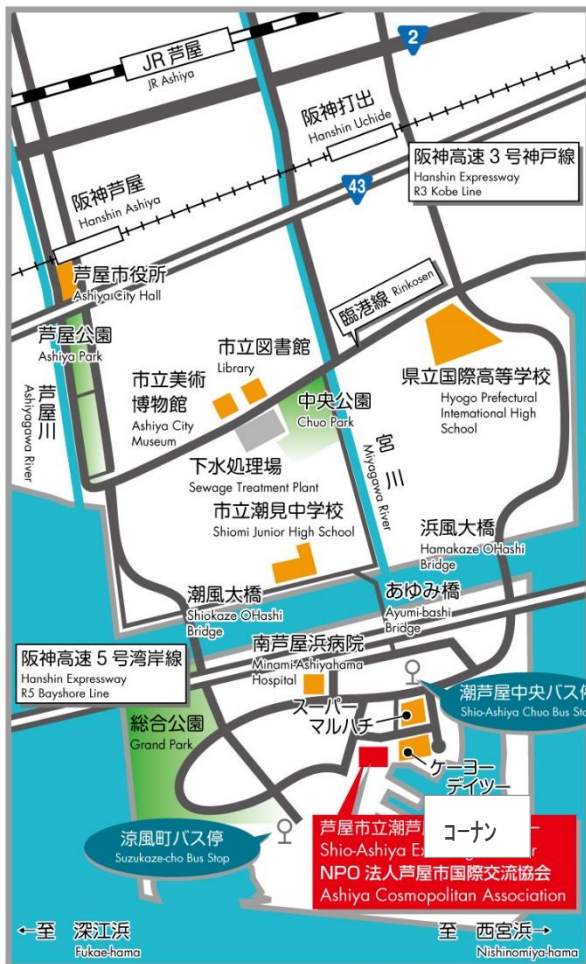 2
JR 芦屋
JR Ashiya
阪神打出
Hanshin Uchide
阪神高速 3 号神戸線
Hanshin Expressway
R3 Kobe Line
43
阪神芦屋
Hanshin Ashiya
芦屋市役所
Ashiya City Hall
臨港線 Rinkosen
芦屋公園
Ashiya Park
市立図書館
Library
県立国際高等学校
Hyogo Prefectural
Intemational High
School
市立美術
博物館
Ashiya City
Museum
中央公園
Chuo Park
芦屋川
Ashiyagawa River
宮川
Miyagawa River
下水処理場
Sewage Treatment Plant
市立潮見中学校
Shiomi Junior High School
浜風大橋
Hamakaze OHashi
Bridge
潮風大橋
Shiokaze OHashi
Bridge
あゆみ橋
Ayumi-bashi
Bridge
阪神高速 5 号湾岸線
Hanshin Expressway
R5 Bayshore Line
南芦屋浜病院
Minami-Ashiyahama
Hospital
潮芦屋中央バス停
Shio-Ashiya Chuo Bus Sto
スーパー
マルハチ
総合公園
Grand Park
ケーヨー
デイツー
コーナン
涼風町バス停
Suzukaze-cho Bus Stop
芦屋市立潮芦
Shio-Ashiya Ex
NPO 法人芦屋市国際交流協会
Ashiya Cosmopolitan Association
←至 深江浜
Fukae-hama
至 西宮浜→
Nishinomiya-hama